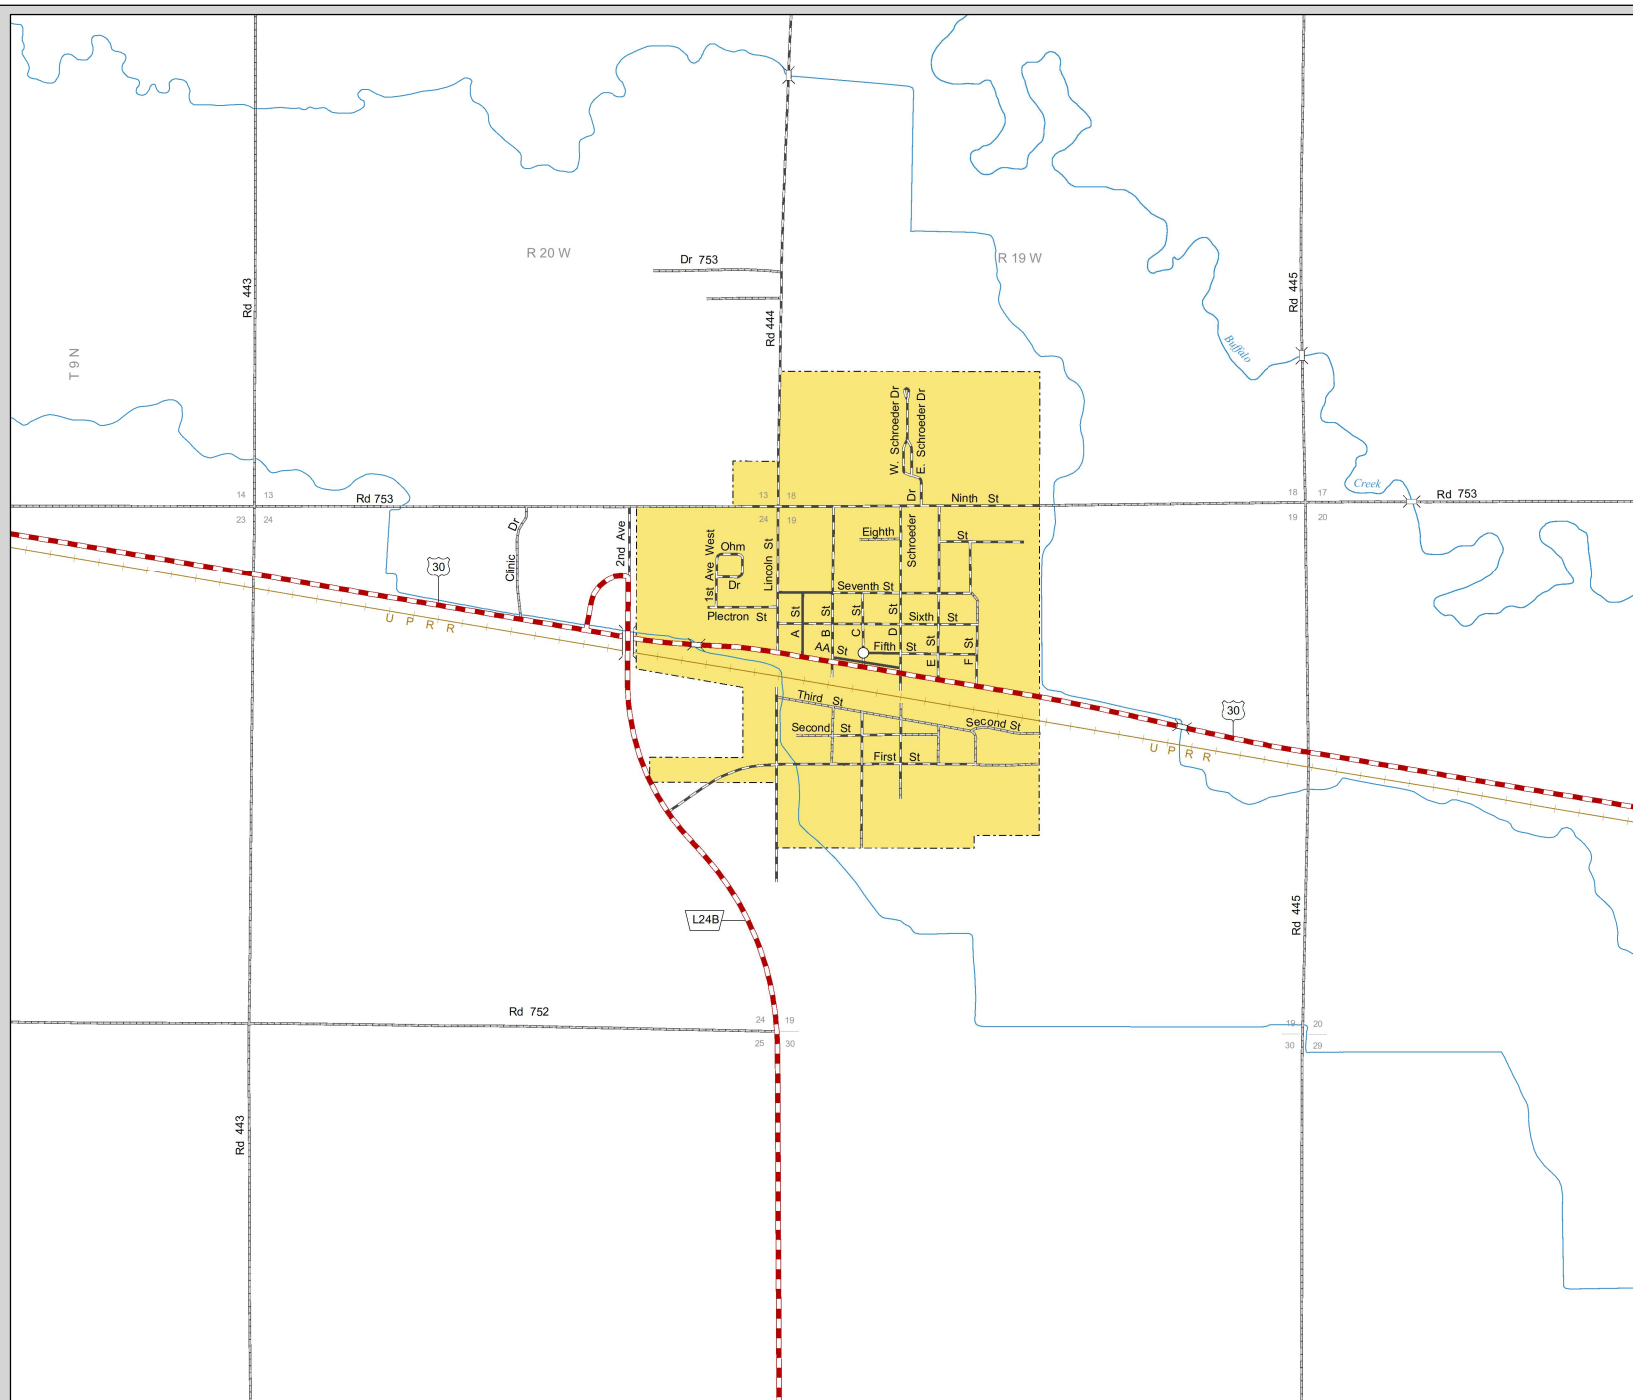 R 20 W
R 19 W
Dr 753
Rd 443
Rd 444
Rd 445
T 9 N
Buffalo
W. Schroeder Dr
E. Schroeder Dr
Creek
14 13
Rd 753
13 18
Ninth St
18 17
Rd 753
23 24
24 19
19 20
Clinic Dr
2nd Ave
1st Ave West
Ohm Dr
Lincoln St
Eighth St
Schroeder Dr
30
Seventh St
Plectron St
A St
B St
C St
D St
Sixth St
U P R R
AA St
Fifth St
E St
F St
Third St
Second St
Second St
30
U P R R
First St
L24B
Rd 445
Rd 752
24 19
25 30
19 20
30 29
Rd 443